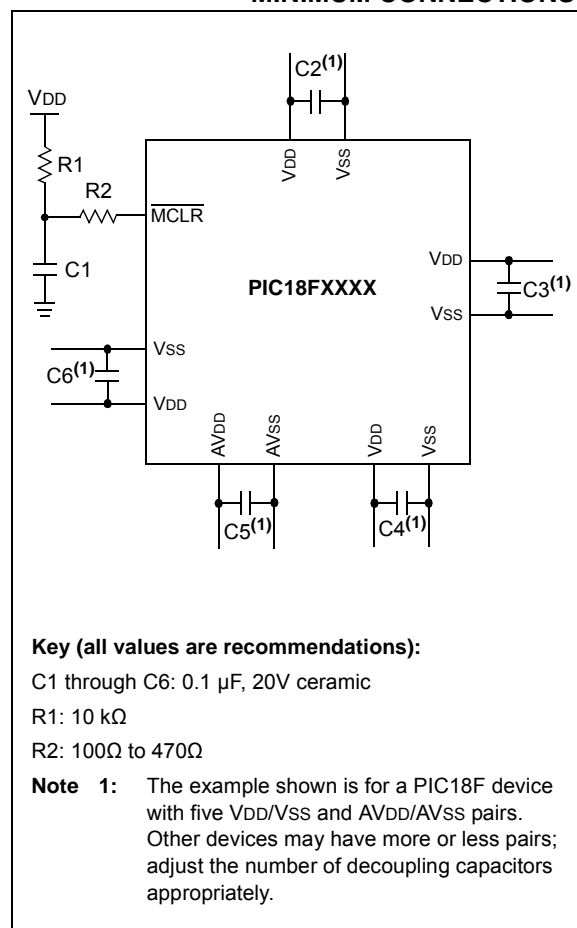 C2(1)
VDD
R1
VDD
VSS
R2
MCLR
C1
VDD
C3(1)
PIC18FXXXX
VSS
VSS
C6(1)
VDD
AVDD
AVSS
VDD
VSS
C5(1)
C4(1)
Key (all values are recommendations):
C1 through C6: 0.1 µF, 20V ceramic
R1: 10 kΩ
R2: 100Ω to 470Ω
Note 1: The example shown is for a PIC18F device
with five VDD/VSS and AVDD/AVSS pairs.
Other devices may have more or less pairs;
adjust the number of decoupling capacitors
appropriately.